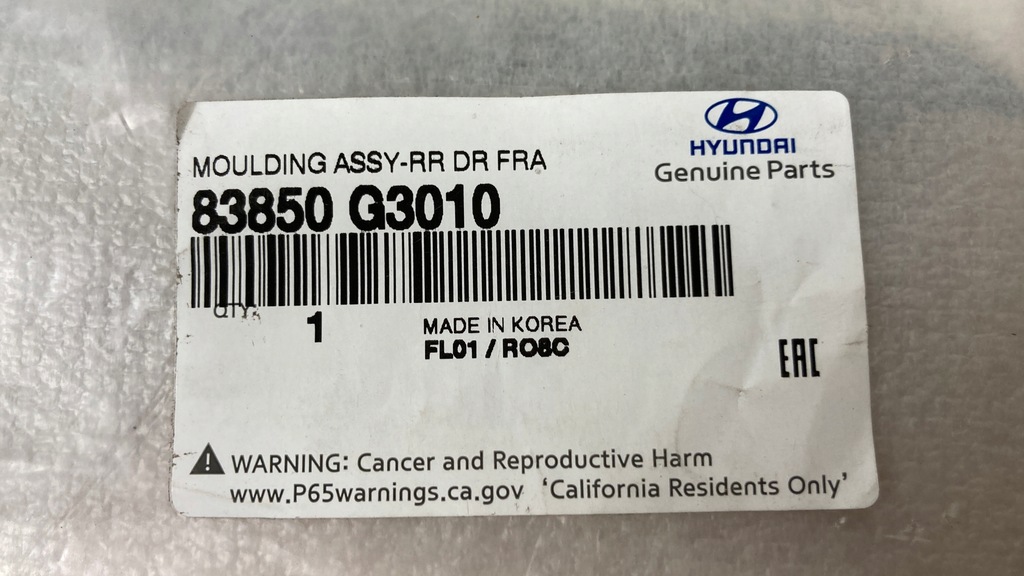 HYUNDAI
Genuine Parts
MOULDING ASSY-RR DR FRA
83850 G3010
QTY:
1
MADE IN KOREA
FL01 / RO8C
EAC
WARNING: Cancer and Reproductive Harm
www.P65warnings.ca.gov 'California Residents Only'